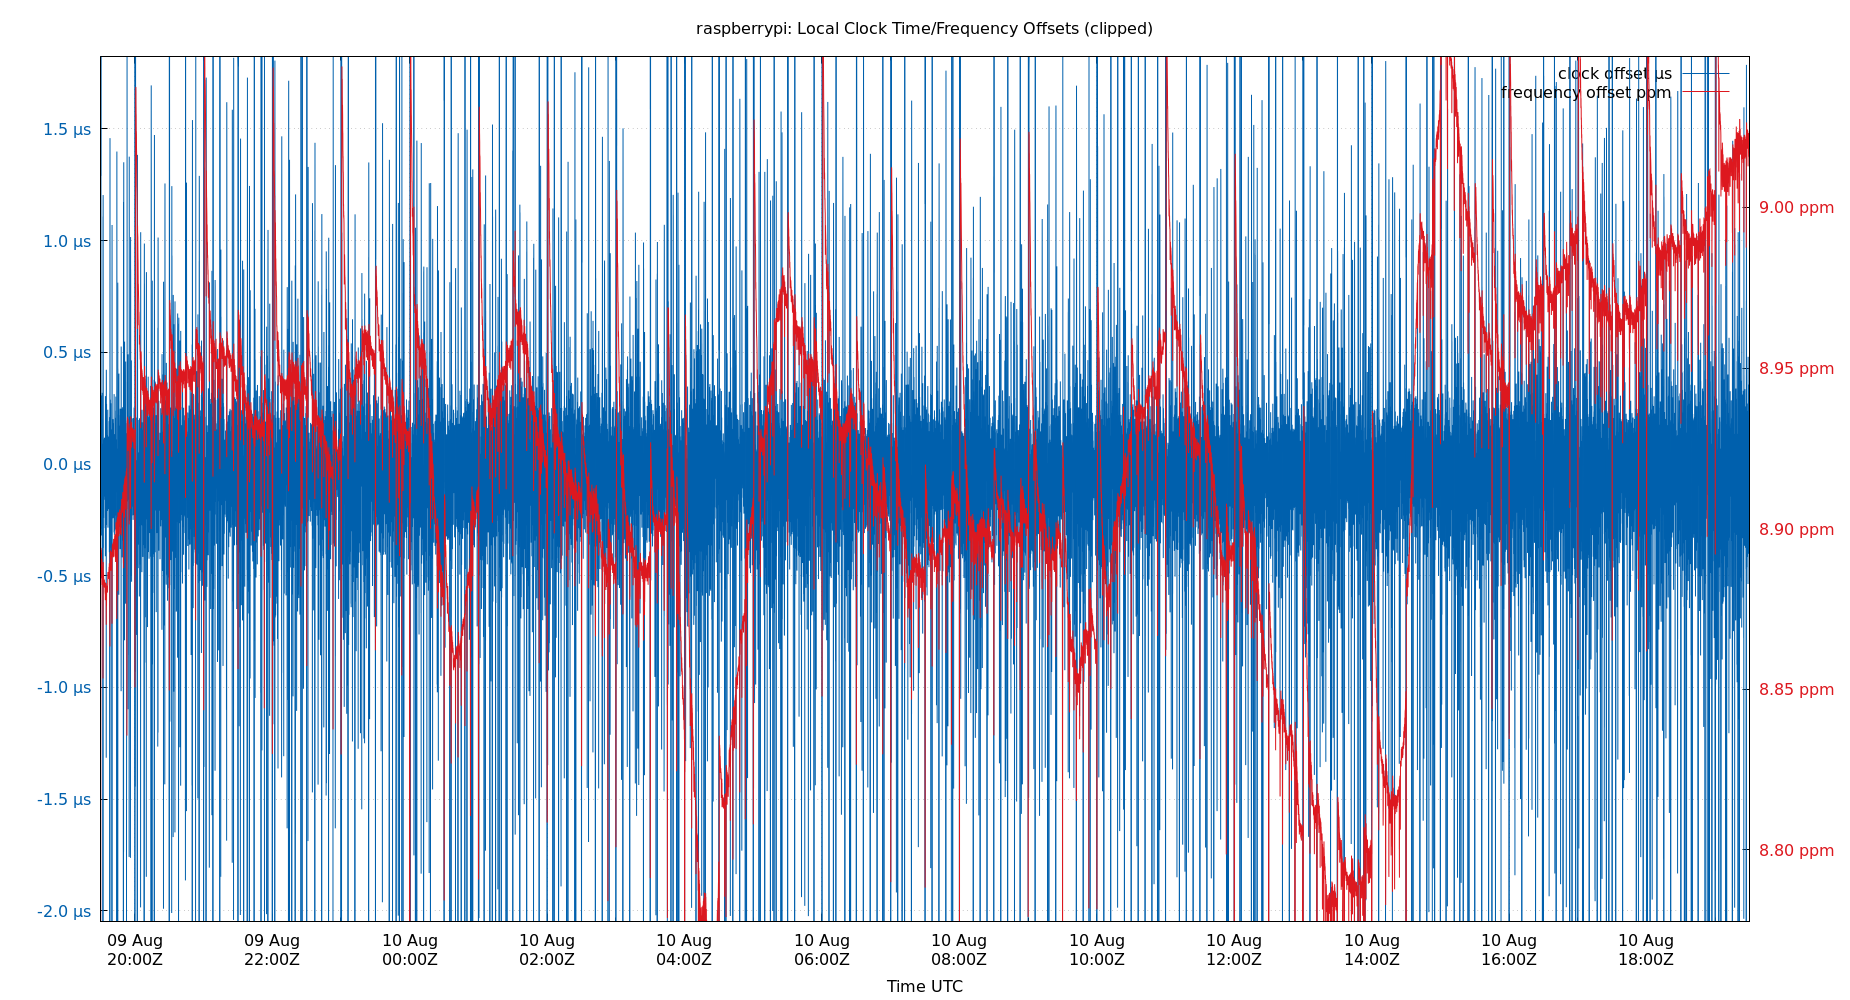 raspberrypi: Local Clock Time/Frequency Offsets (clipped)
clock offset µs
frequency offset ppm
1.5 µs
1.0 µs
0.5 µs
0.0 µs
-0.5 µs
-1.0 µs
-1.5 µs
-2.0 µs
9.00 ppm
8.95 ppm
8.90 ppm
8.85 ppm
8.80 ppm
09 Aug 09 Aug 10 Aug 10 Aug 10 Aug 10 Aug 10 Aug 10 Aug 10 Aug 10 Aug 10 Aug 10 Aug
20:00Z 22:00Z 00:00Z 02:00Z 04:00Z 06:00Z 08:00Z 10:00Z 12:00Z 14:00Z 16:00Z 18:00Z
Time UTC